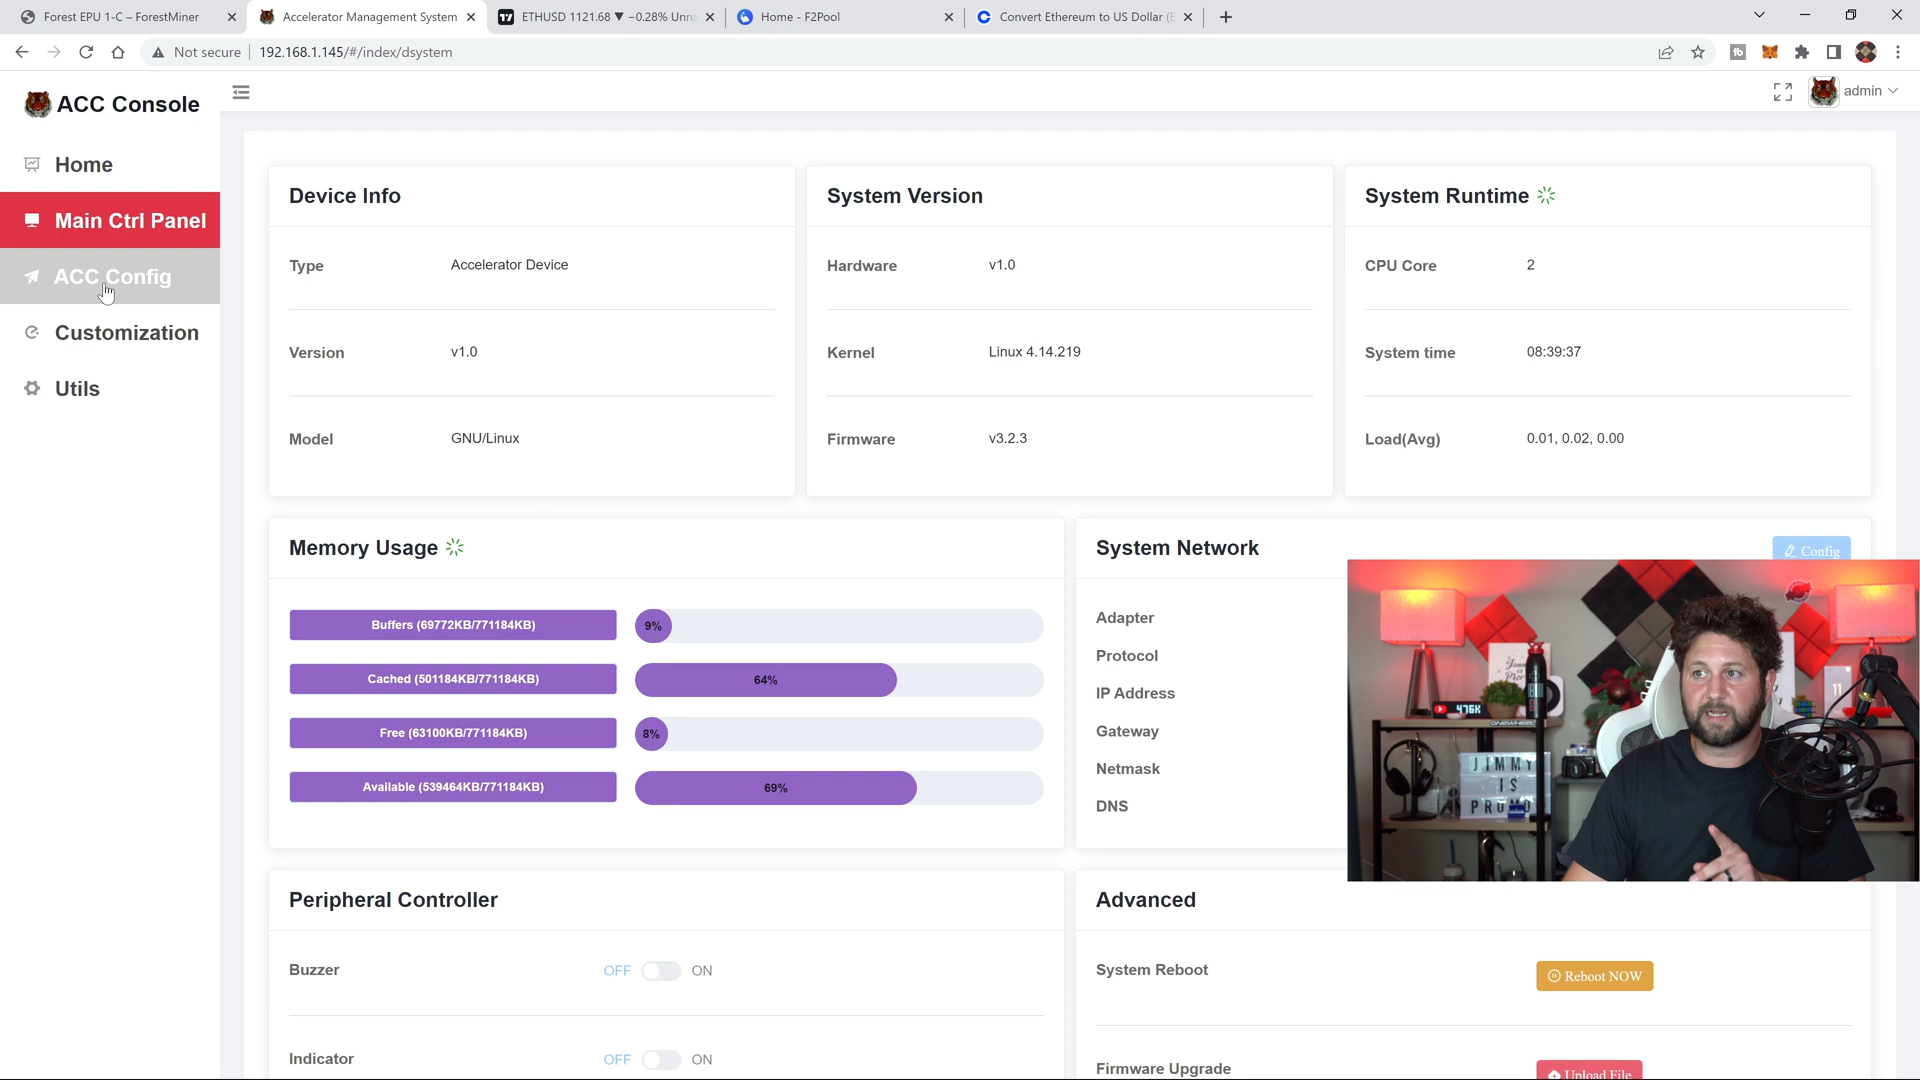 Forest EPU 1-C – ForestMiner
Accelerator Management System
ETHUSD 1121.68 ▼ −0.28% Unna
Home - F2Pool
Convert Ethereum to US Dollar (E
Not secure
192.168.1.145/#/index/dsystem
ACC Console
admin
Home
Main Ctrl Panel
ACC Config
Customization
Utils
Device Info
Type
Accelerator Device
Version
v1.0
Model
GNU/Linux
System Version
Hardware
v1.0
Kernel
Linux 4.14.219
Firmware
v3.2.3
System Runtime
CPU Core
2
System time
08:39:37
Load(Avg)
0.01, 0.02, 0.00
Memory Usage
Buffers (69772KB/771184KB)
9%
Cached (501184KB/771184KB)
64%
Free (63100KB/771184KB)
8%
Available (539464KB/771184KB)
69%
System Network
Config
Adapter
Protocol
IP Address
Gateway
Netmask
DNS
476K
ONEWHEEL
11
JIMMY
IS
PROMO
Peripheral Controller
Buzzer
OFF
ON
Indicator
OFF
ON
Advanced
System Reboot
Reboot NOW
Firmware Upgrade
Upload File